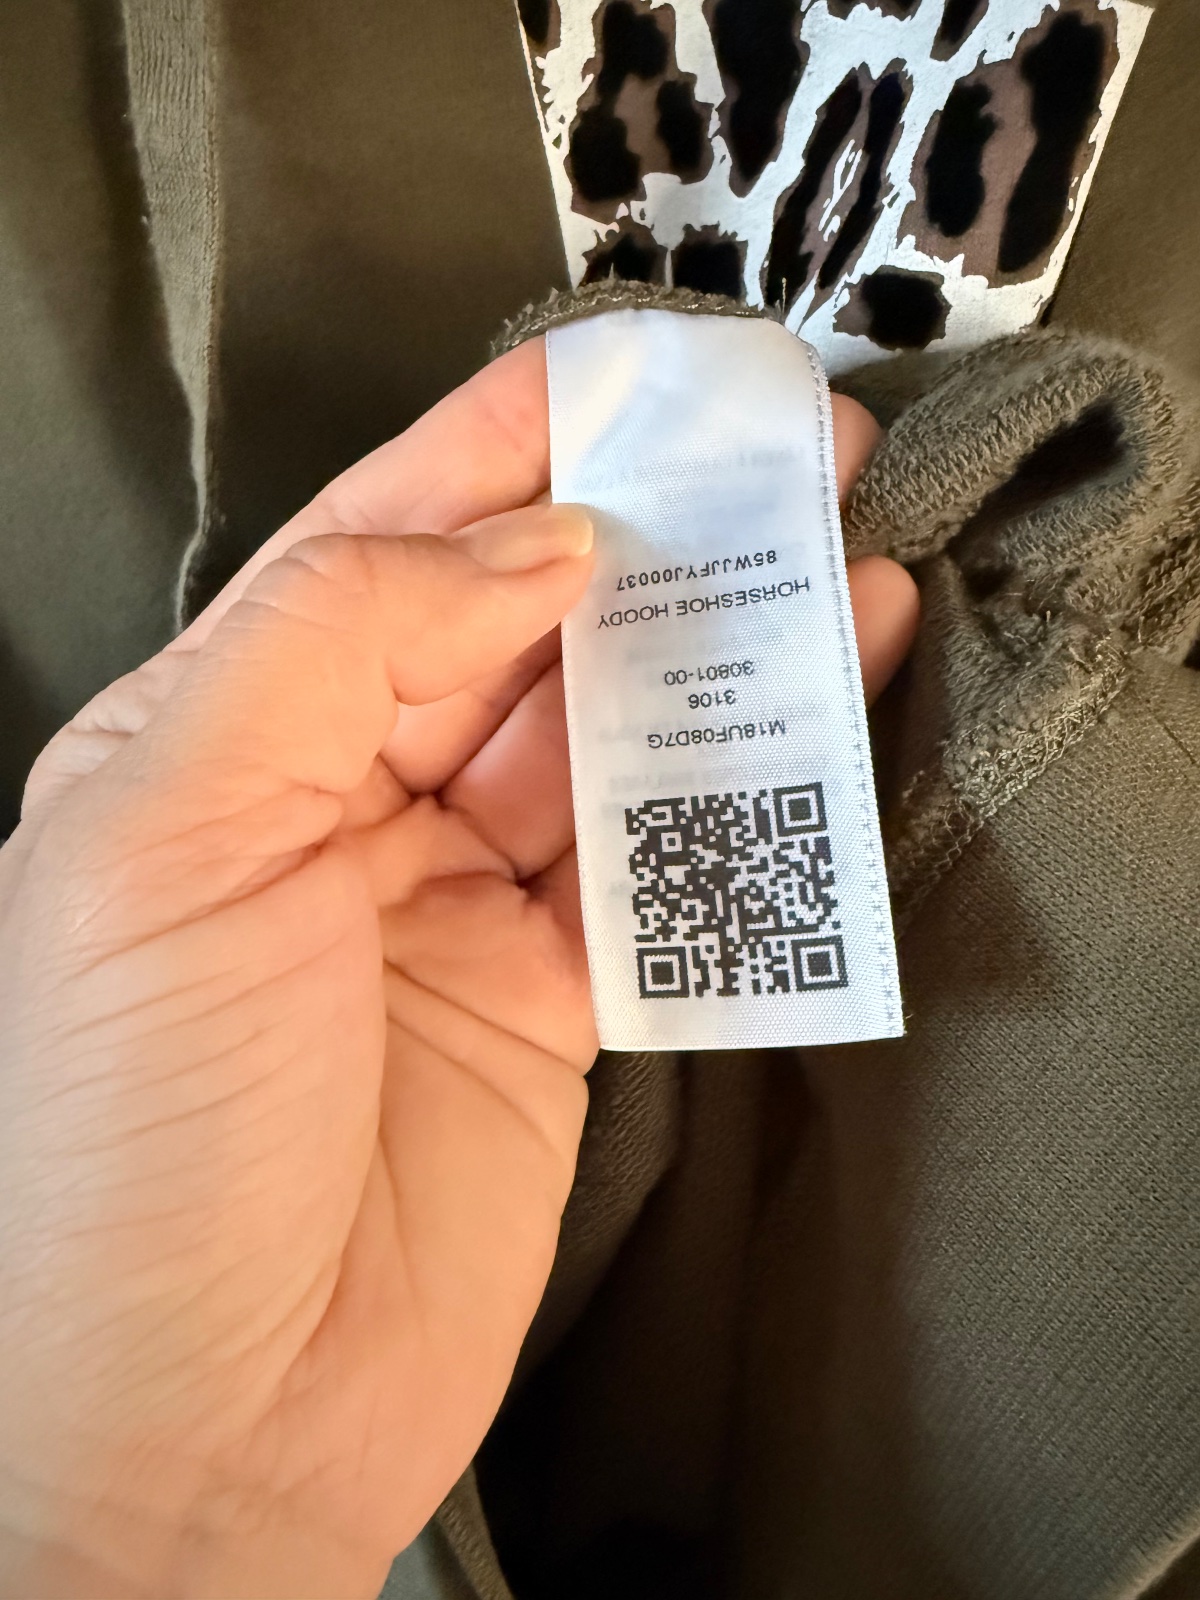 M18UF08D7G
3106
30801-00
HORSESHOE HOODY
85WJJFYJ00037